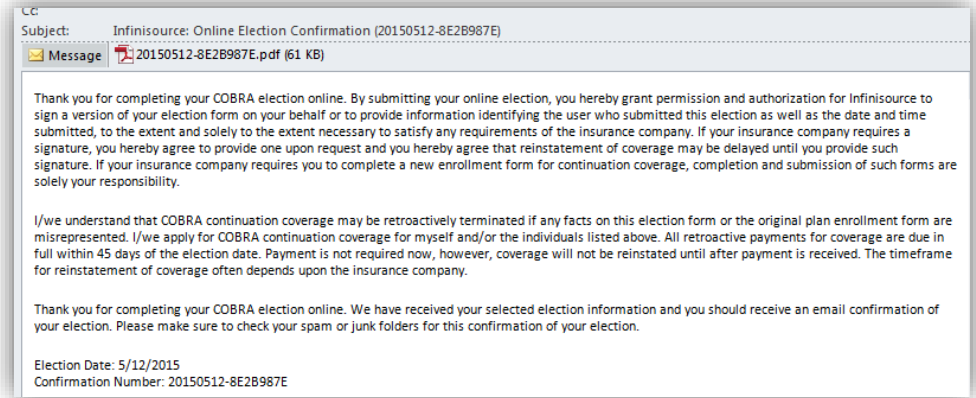 Cc:
Subject: Infinisource: Online Election Confirmation (20150512-8E2B987E)
Message 20150512-8E2B987E.pdf (61 KB)
Thank you for completing your COBRA election online. By submitting your online election, you hereby grant permission and authorization for Infinisource to
sign a version of your election form on your behalf or to provide information identifying the user who submitted this election as well as the date and time
submitted, to the extent and solely to the extent necessary to satisfy any requirements of the insurance company. If your insurance company requires a
signature, you hereby agree to provide one upon request and you hereby agree that reinstatement of coverage may be delayed until you provide such
signature. If your insurance company requires you to complete a new enrollment form for continuation coverage, completion and submission of such forms are
solely your responsibility.
I/we understand that COBRA continuation coverage may be retroactively terminated if any facts on this election form or the original plan enrollment form are
misrepresented. I/we apply for COBRA continuation coverage for myself and/or the individuals listed above. All retroactive payments for coverage are due in
full within 45 days of the election date. Payment is not required now, however, coverage will not be reinstated until after payment is received. The timeframe
for reinstatement of coverage often depends upon the insurance company.
Thank you for completing your COBRA election online. We have received your selected election information and you should receive an email confirmation of
your election. Please make sure to check your spam or junk folders for this confirmation of your election.
Election Date: 5/12/2015
Confirmation Number: 20150512-8E2B987E